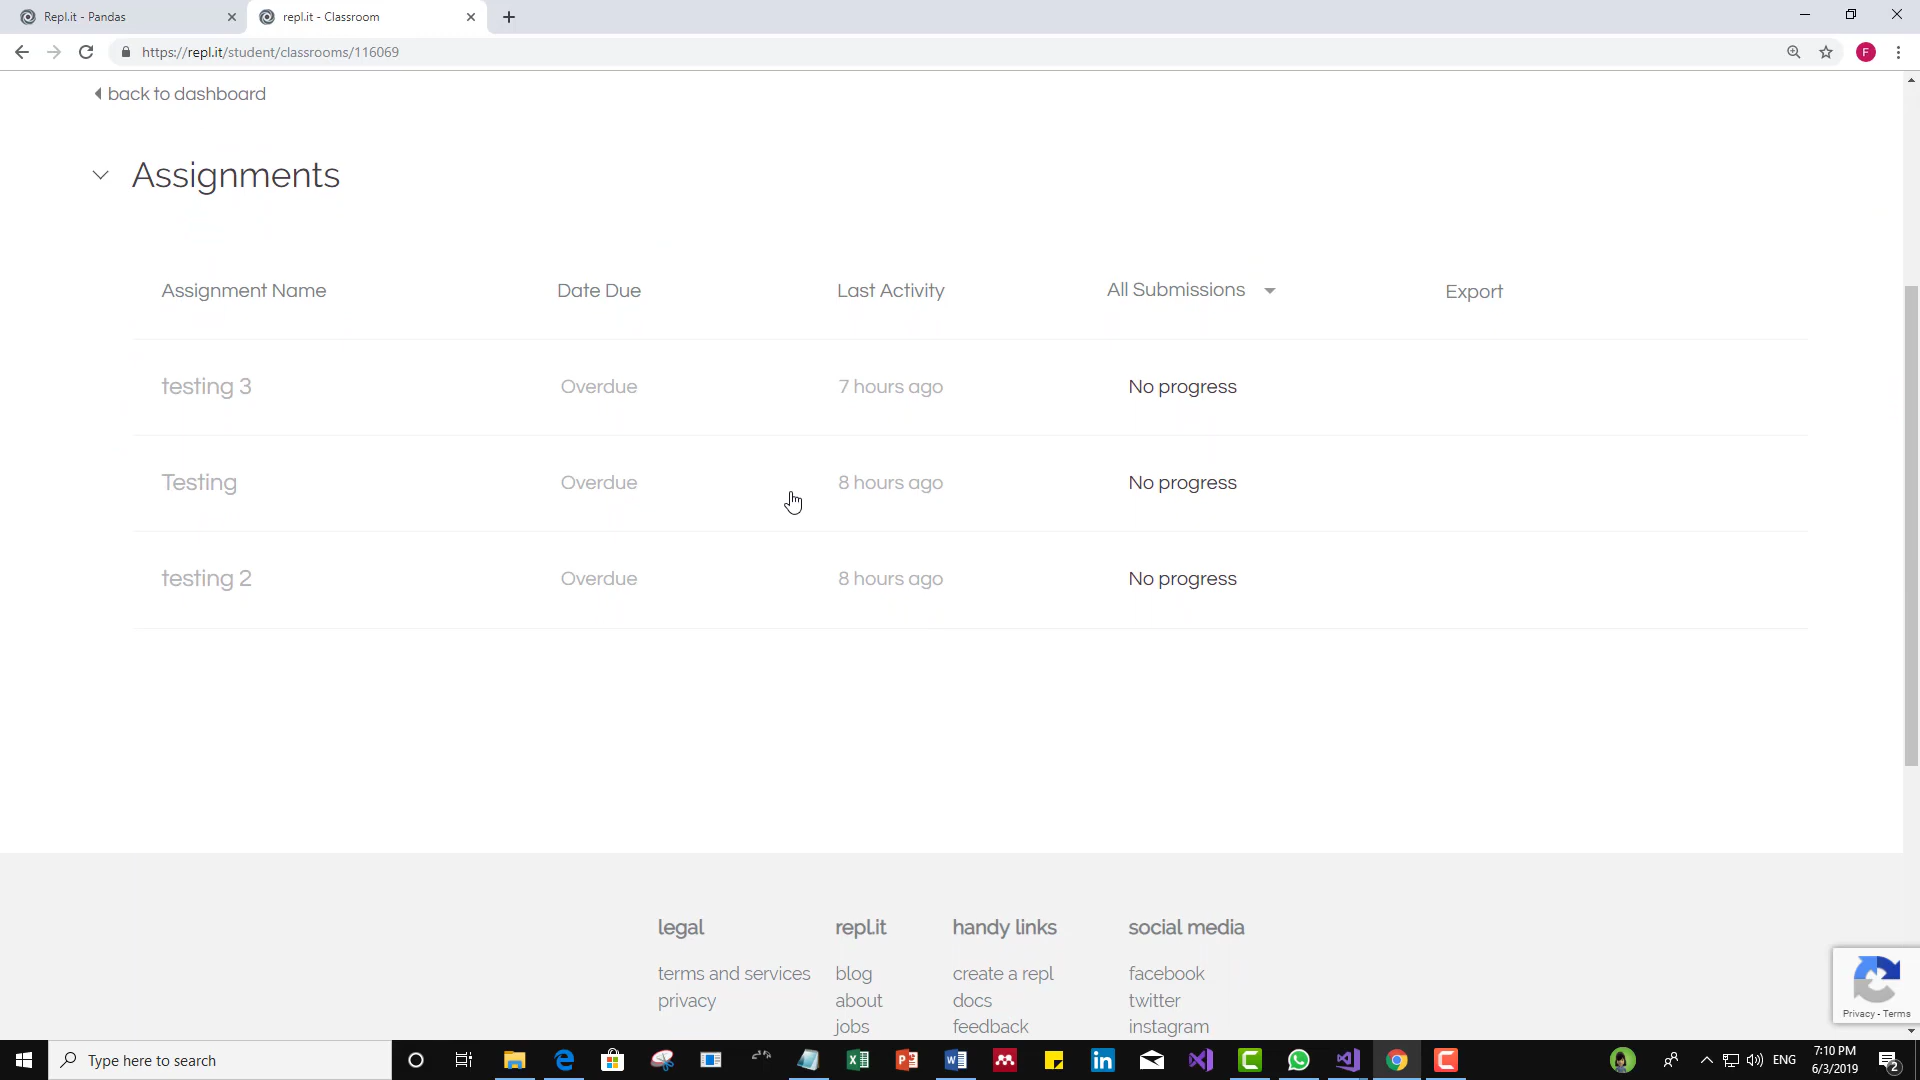 Repl.it - Pandas
repl.it - Classroom
https://repl.it/student/classrooms/116069
F
back to dashboard
Assignments
Assignment Name Date Due Last Activity All Submissions Export
testing 3 Overdue 7 hours ago No progress
Testing Overdue 8 hours ago No progress
testing 2 Overdue 8 hours ago No progress
legal repl.it handy links social media
terms and services blog create a repl facebook
privacy about docs twitter
jobs feedback instagram
Privacy - Terms
Type here to search
ENG
7:10 PM
6/3/2019
2